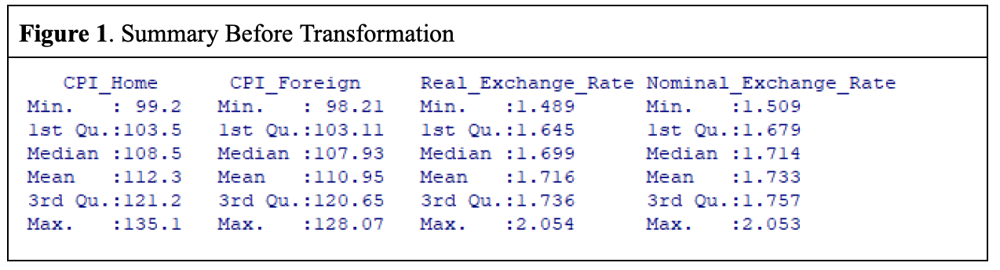 Figure 1. Summary Before Transformation
CPI_Home CPI_Foreign Real_Exchange_Rate Nominal_Exchange_Rate
Min. : 99.2 Min. : 98.21 Min. :1.489 Min. :1.509
1st Qu.:103.5 1st Qu.:103.11 1st Qu.:1.645 1st Qu.:1.679
Median :108.5 Median :107.93 Median :1.699 Median :1.714
Mean :112.3 Mean :110.95 Mean :1.716 Mean :1.733
3rd Qu.:121.2 3rd Qu.:120.65 3rd Qu.:1.736 3rd Qu.:1.757
Max. :135.1 Max. :128.07 Max. :2.054 Max. :2.053